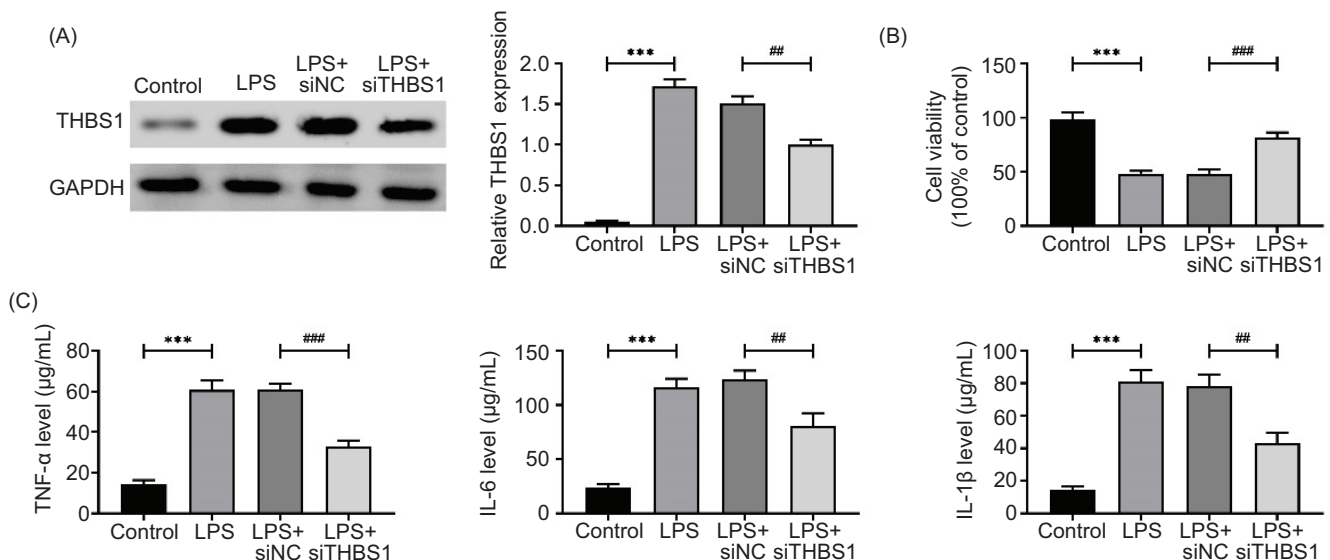 (A)
Control
LPS
LPS+
siNC
LPS+
siTHBS1
THBS1
GAPDH
Relative THBS1 expression
2.0
1.5
1.0
0.5
0.0
***
##
Control
LPS
LPS+
siNC
LPS+
siTHBS1
(B)
Cell viability
(100% of control)
150
100
50
0
***
###
Control
LPS
LPS+
siNC
LPS+
siTHBS1
(C)
TNF-α level (μg/mL)
80
60
40
20
0
***
###
Control
LPS
LPS+
siNC
LPS+
siTHBS1
IL-6 level (μg/mL)
150
100
50
0
***
##
Control
LPS
LPS+
siNC
LPS+
siTHBS1
IL-1β level (μg/mL)
100
80
60
40
20
0
***
##
Control
LPS
LPS+
siNC
LPS+
siTHBS1